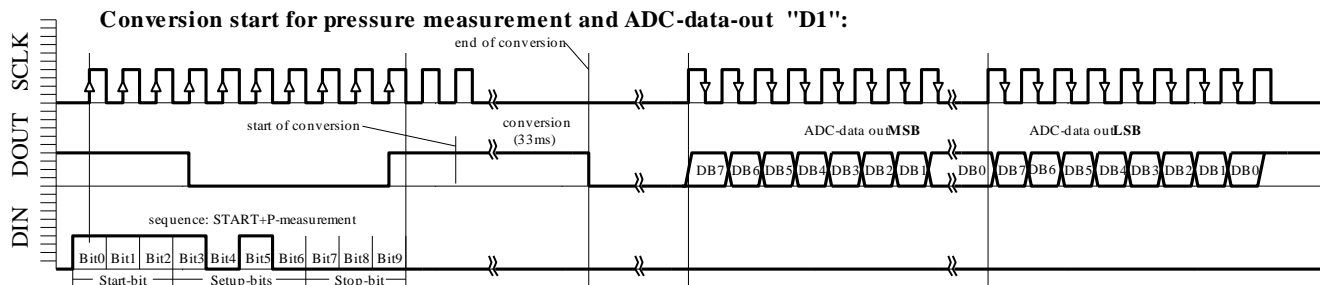 Conversion start for pressure measurement and ADC-data-out "D1":
end of conversion
SCLK
start of conversion
conversion
(33ms)
ADC-data out MSB
ADC-data out LSB
DOUT
DB7 DB6 DB5 DB4 DB3 DB2 DB1 DB0 DB7 DB6 DB5 DB4 DB3 DB2 DB1 DB0
sequence: START+P-measurement
DIN
Bit0 Bit1 Bit2 Bit3 Bit4 Bit5 Bit6 Bit7 Bit8 Bit9
Start-bit Setup-bits Stop-bit